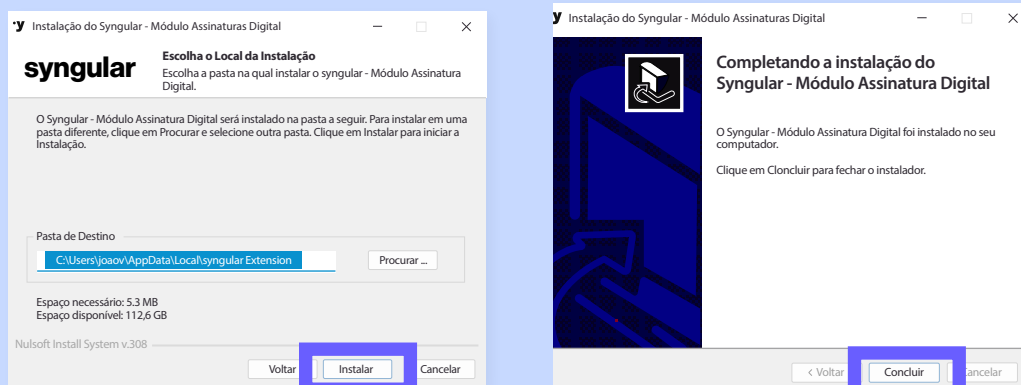 Instalação do Syngular - Módulo Assinaturas Digital
syngular
Escolha o Local da Instalação
Escolha a pasta na qual instalar o syngular - Módulo Assinatura
Digital.
O Syngular - Módulo Assinatura Digital será instalado na pasta a seguir. Para instalar em uma
pasta diferente, clique em Procurar e selecione outra pasta. Clique em Instalar para iniciar a
Instalação.
Pasta de Destino
C:\Users\joaov\AppData\Local\syngular Extension
Procurar ...
Espaço necessário: 5.3 MB
Espaço disponível: 112,6 GB
Nulsoft Install System v.308
Voltar Instalar Cancelar
Instalação do Syngular - Módulo Assinaturas Digital
Completando a instalação do
Syngular - Módulo Assinatura Digital
O Syngular - Módulo Assinatura Digital foi instalado no seu
computador.
Clique em Cloncluir para fechar o instalador.
< Voltar Concluir ancelar